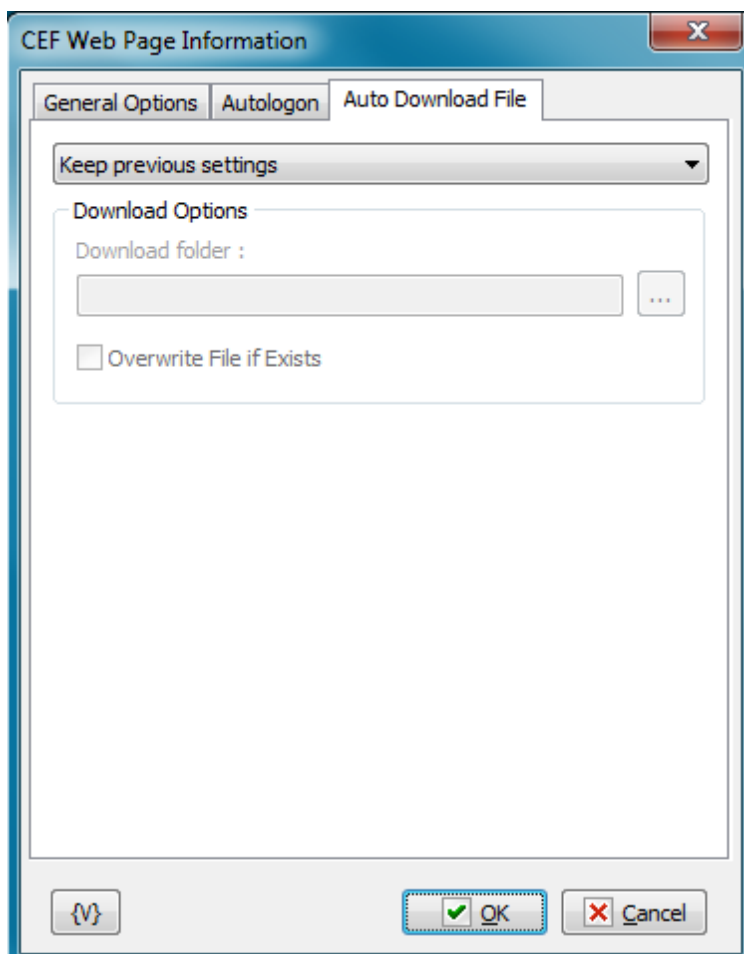 CEF Web Page Information
X
General Options Autologon Auto Download File
Keep previous settings
Download Options
Download folder :
...
Overwrite File if Exists
{V} OK Cancel